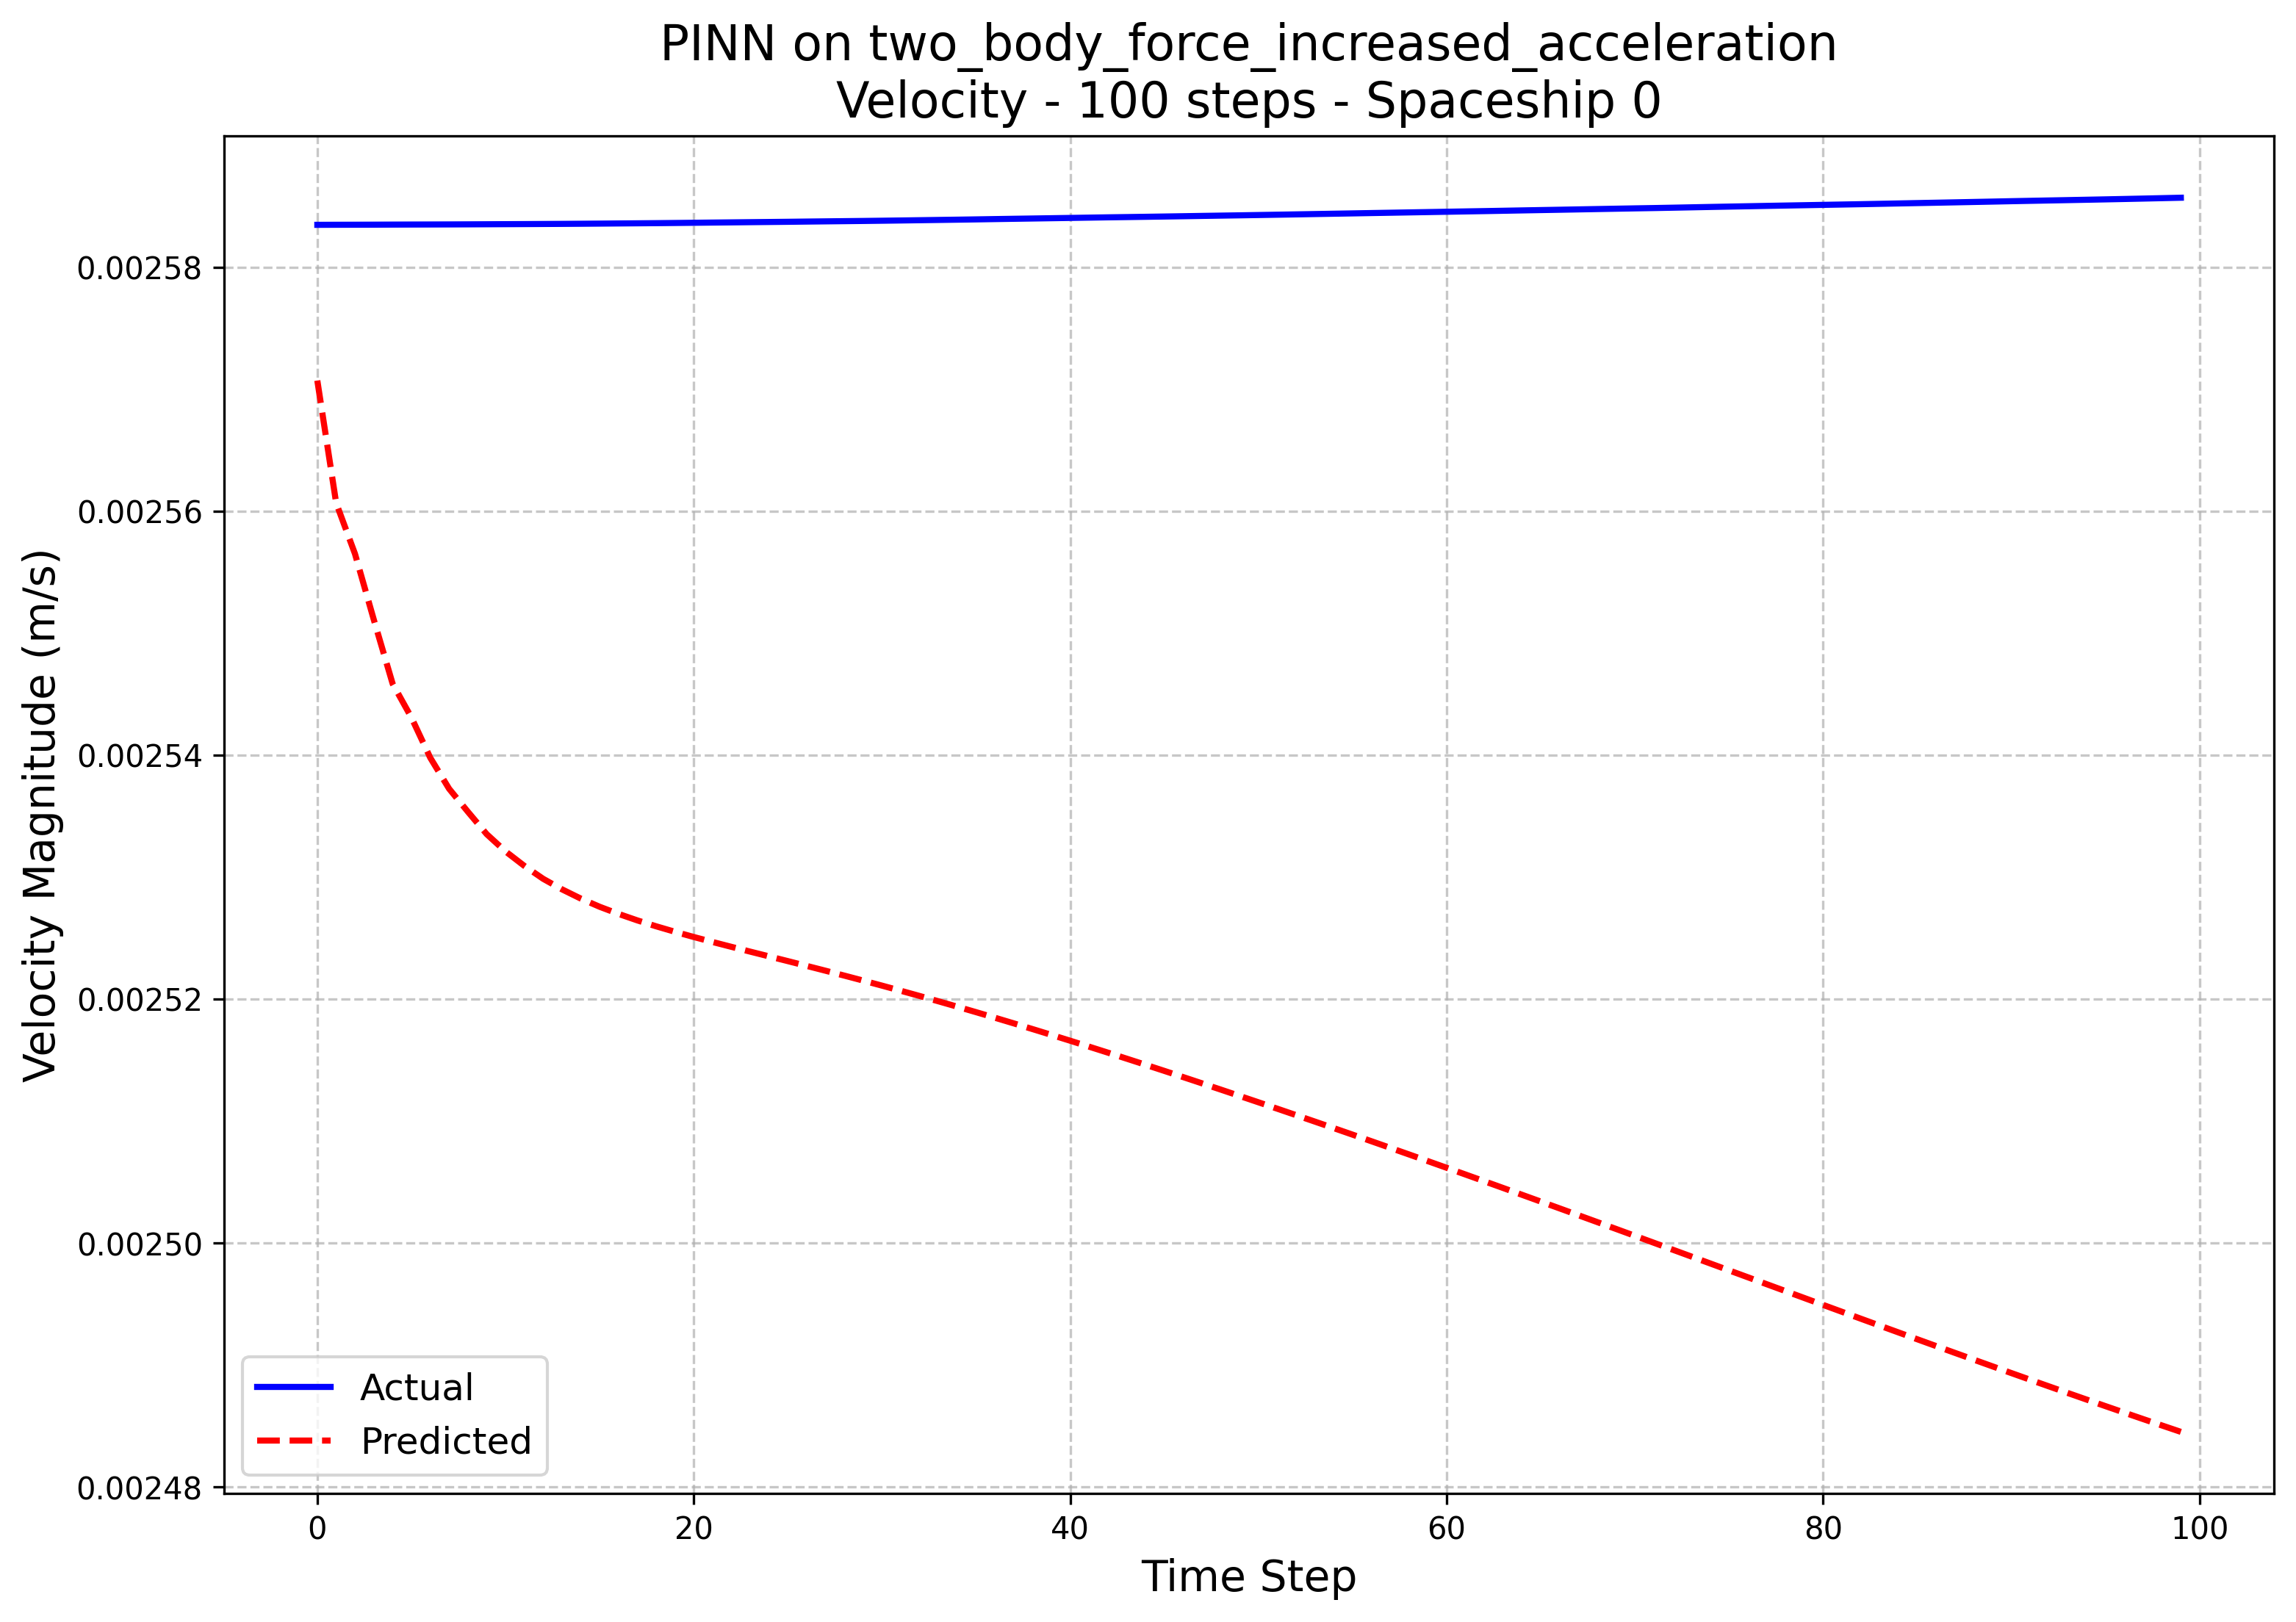 PINN on two_body_force_increased_acceleration
Velocity - 100 steps - Spaceship 0
Velocity Magnitude (m/s)
0.00258
0.00256
0.00254
0.00252
0.00250
0.00248
Actual
Predicted
0 20 40 60 80 100
Time Step